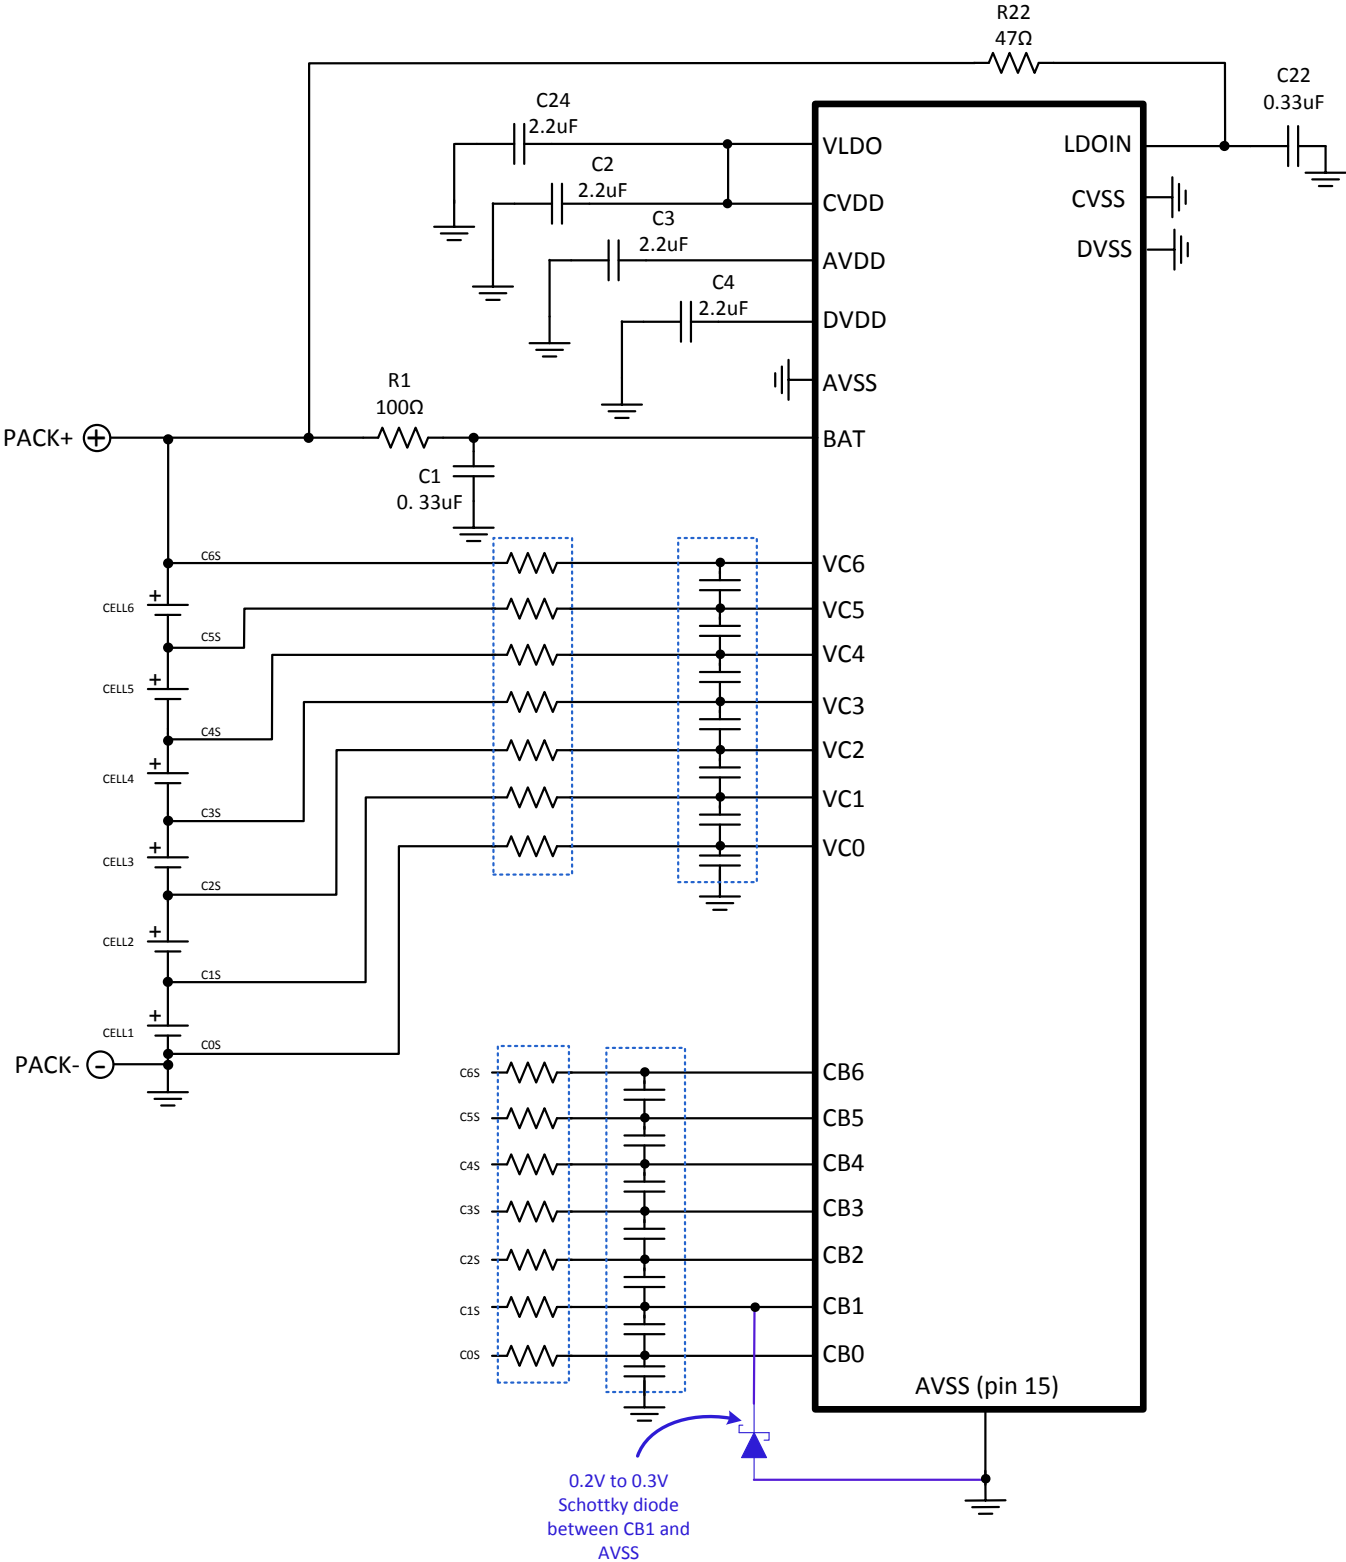 R22
47Ω
C22
0.33uF
C24
2.2uF
VLDO
LDOIN
C2
2.2uF
CVDD
CVSS
C3
2.2uF
AVDD
DVSS
C4
2.2uF
DVDD
AVSS
R1
100Ω
PACK+
+
BAT
C1
0. 33uF
C6S
VC6
+
CELL6
VC5
C5S
VC4
+
CELL5
VC3
C4S
VC2
+
CELL4
VC1
C3S
VC0
+
CELL3
C2S
+
CELL2
C1S
+
CELL1
C0S
PACK-
-
C6S
CB6
C5S
CB5
C4S
CB4
C3S
CB3
C2S
CB2
C1S
CB1
C0S
CB0
AVSS (pin 15)
0.2V to 0.3V
Schottky diode
between CB1 and
AVSS